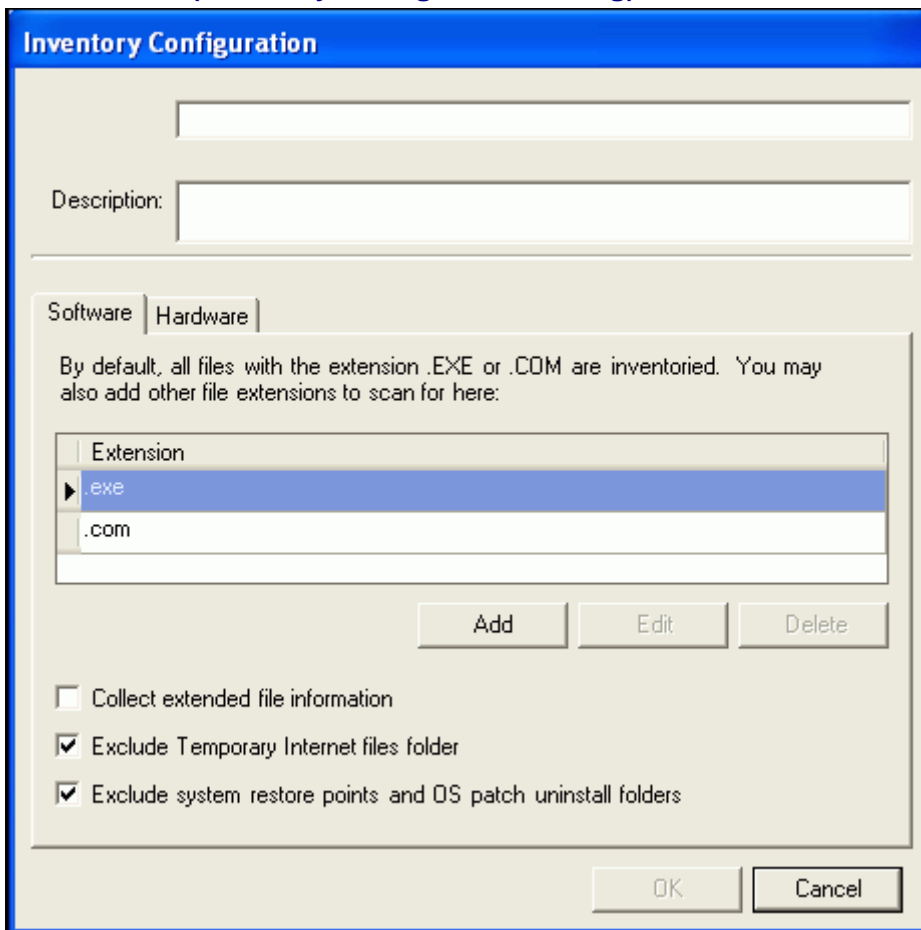 Inventory Configuration
Description:
Software
Hardware
By default, all files with the extension .EXE or .COM are inventoried. You may
also add other file extensions to scan for here:
Extension
.exe
.com
Add
Edit
Delete
Collect extended file information
Exclude Temporary Internet files folder
Exclude system restore points and OS patch uninstall folders
OK
Cancel